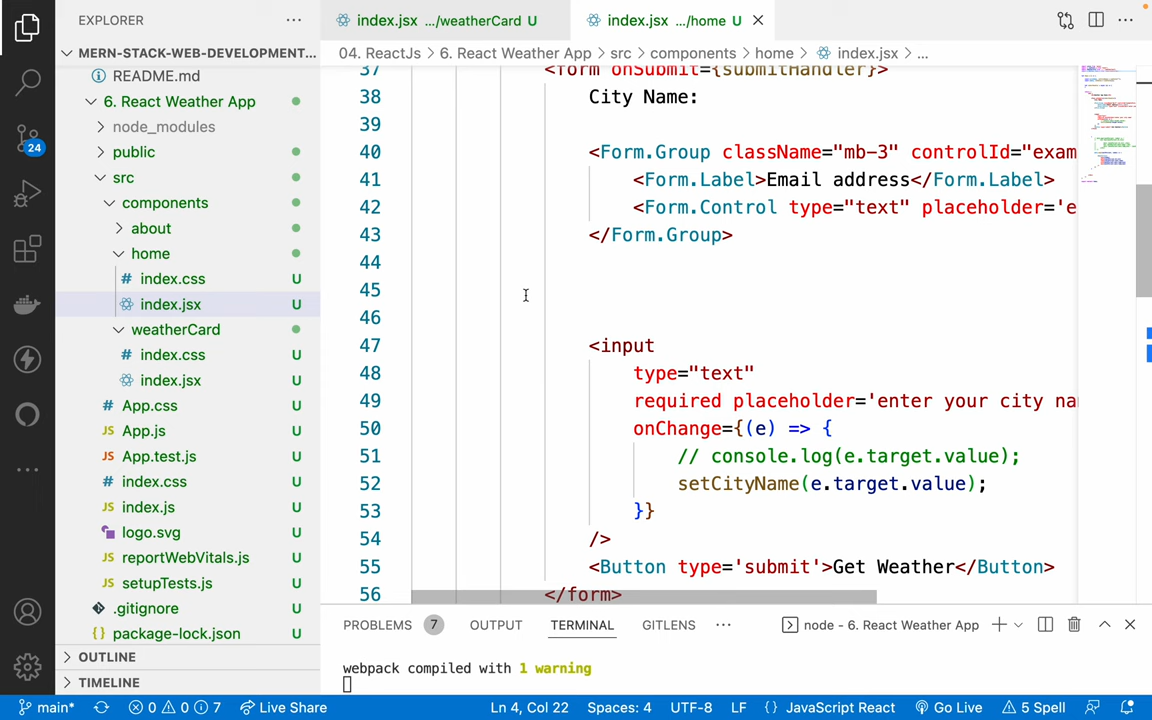 EXPLORER
index.jsx .../weatherCard U
index.jsx .../home U
MERN-STACK-WEB-DEVELOPMENT...
04. ReactJs > 6. React Weather App > src > components > home > index.jsx > ...
README.md
6. React Weather App
node_modules
public
src
components
about
home
# index.css U
index.jsx U
weatherCard
# index.css U
index.jsx U
# App.css U
JS App.js U
JS App.test.js U
# index.css U
JS index.js U
logo.svg U
JS reportWebVitals.js U
JS setupTests.js U
.gitignore U
{} package-lock.json U
OUTLINE
TIMELINE
24
37 <form onSubmit={submitHandler}>
38 City Name:
39
40 <Form.Group className="mb-3" controlId="exam
41 <Form.Label>Email address</Form.Label>
42 <Form.Control type="text" placeholder='e
43 </Form.Group>
44
45
46
47 <input
48 type="text"
49 required placeholder='enter your city na
50 onChange={(e) => {
51 // console.log(e.target.value);
52 setCityName(e.target.value);
53 }}
54 />
55 <Button type='submit'>Get Weather</Button>
56 </form>
PROBLEMS 7 OUTPUT TERMINAL GITLENS ... node - 6. React Weather App
webpack compiled with 1 warning
main* 0 0 7 Live Share Ln 4, Col 22 Spaces: 4 UTF-8 LF {} JavaScript React Go Live 5 Spell